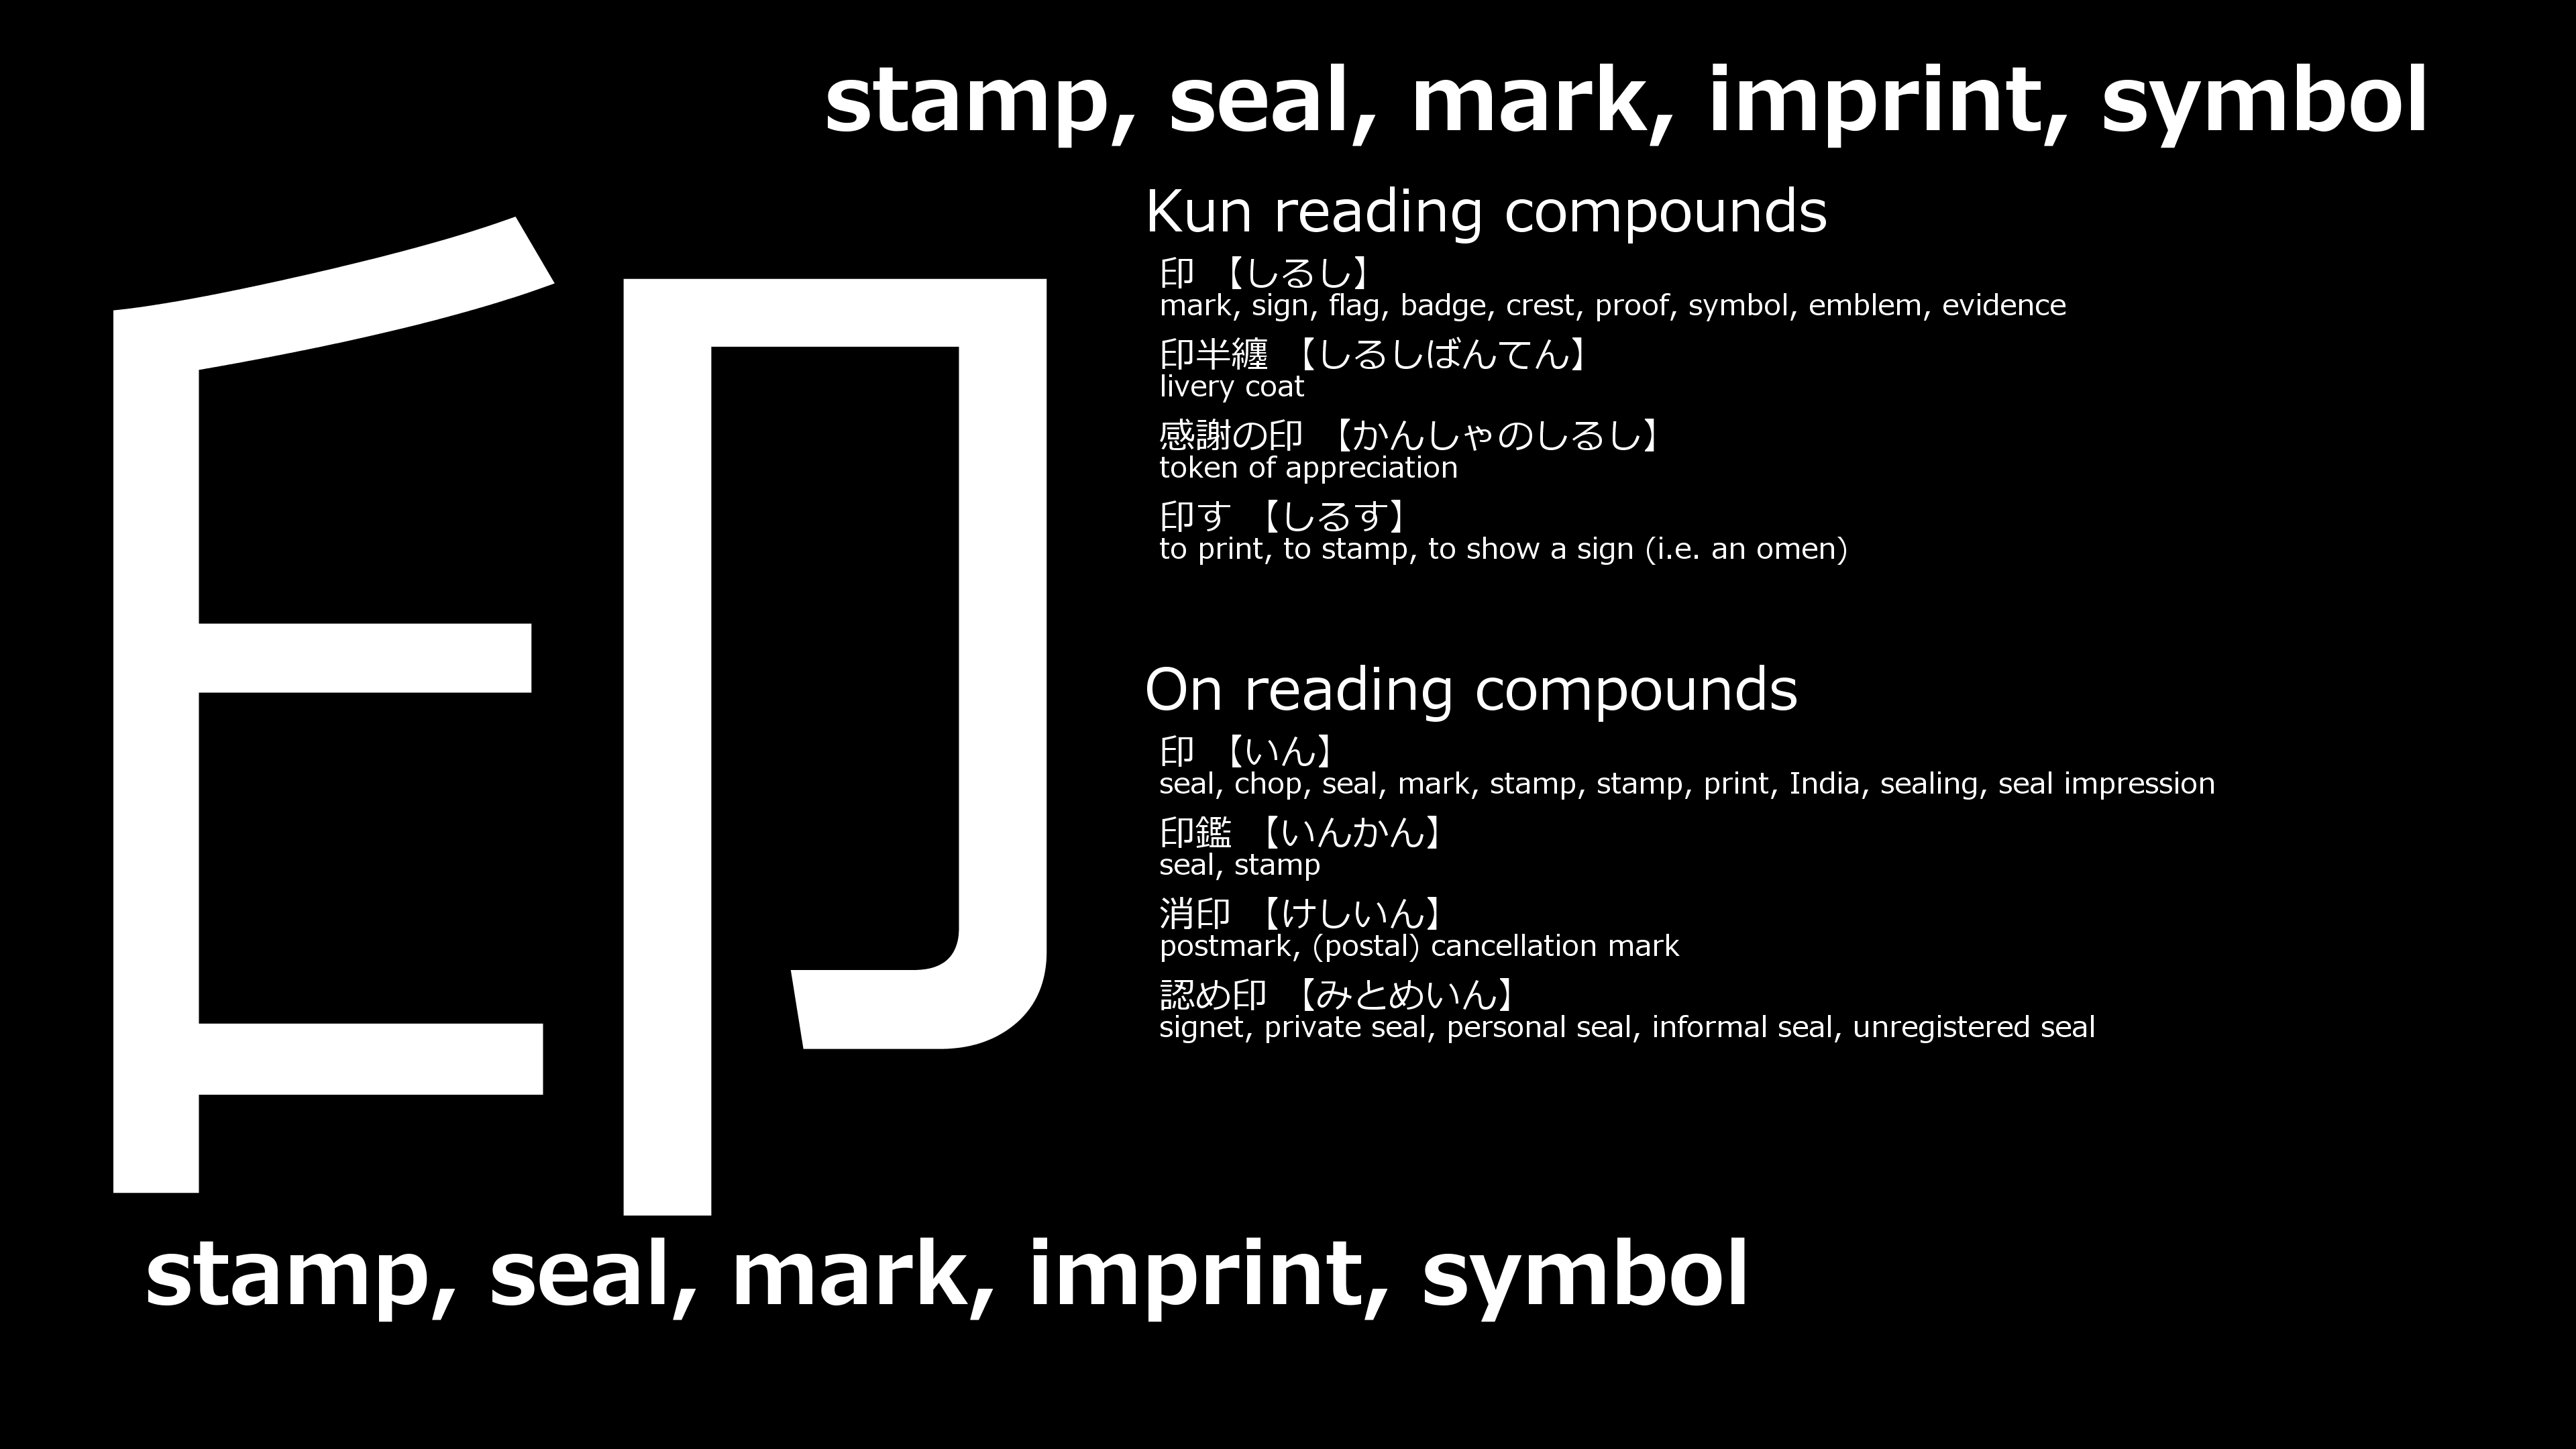 stamp, seal, mark, imprint, symbol
印
Kun reading compounds
印 【しるし】
mark, sign, flag, badge, crest, proof, symbol, emblem, evidence
印半纏 【しるしばんてん】
livery coat
感謝の印 【かんしゃのしるし】
token of appreciation
印す 【しるす】
to print, to stamp, to show a sign (i.e. an omen)
On reading compounds
印 【いん】
seal, chop, seal, mark, stamp, stamp, print, India, sealing, seal impression
印鑑 【いんかん】
seal, stamp
消印 【けしいん】
postmark, (postal) cancellation mark
認め印 【みとめいん】
signet, private seal, personal seal, informal seal, unregistered seal
stamp, seal, mark, imprint, symbol